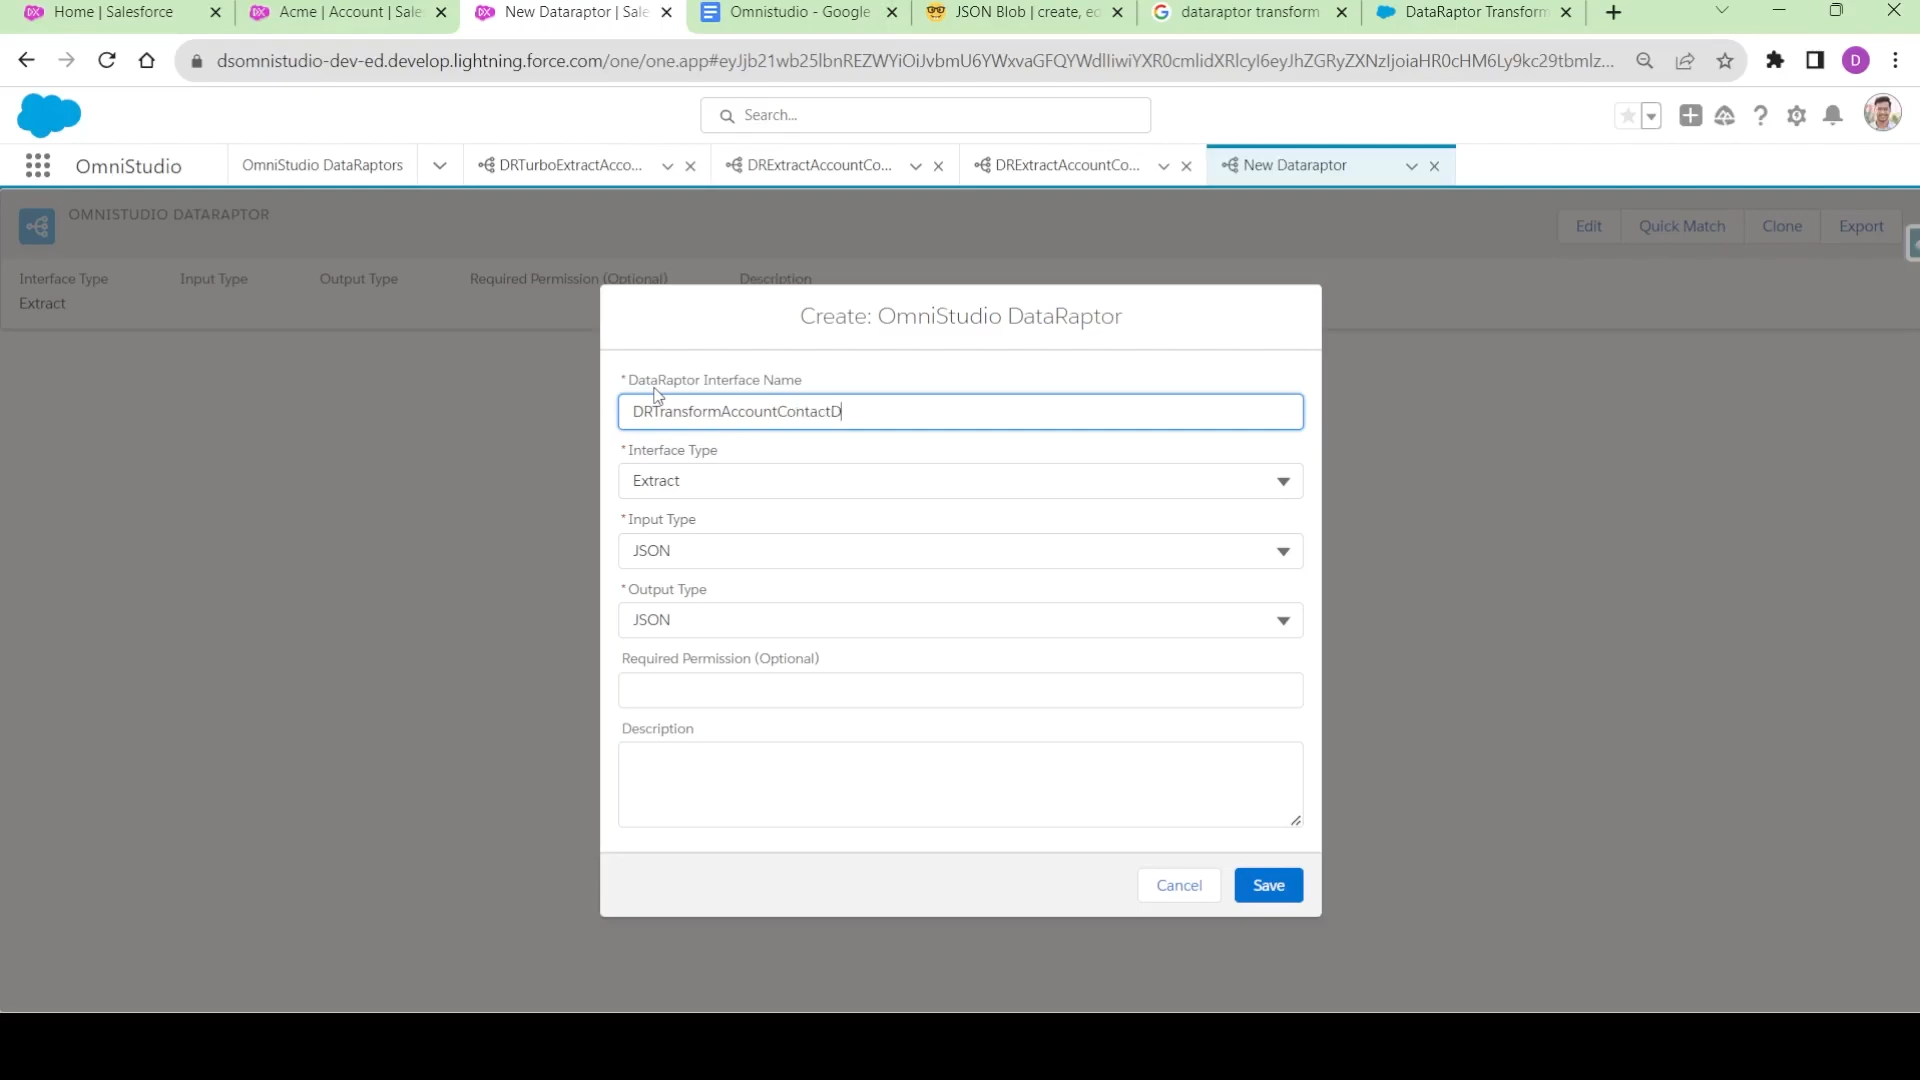 Home | Salesforce
Acme | Account | Sale
New Dataraptor | Sale
Omnistudio - Google
JSON Blob | create, ed
dataraptor transform
DataRaptor Transform
dsomnistudio-dev-ed.develop.lightning.force.com/one/one.app#eyJjb21wb25lbnREZWYiOiJvbmU6YWxvaGFQYWdlIiwiYXR0cmlidXRlcyI6eyJhZGRyZXNzIjoiaHR0cHM6Ly9kc29tbmlz...
D
Search...
OmniStudio
OmniStudio DataRaptors
DRTurboExtractAcco...
DRExtractAccountCo...
DRExtractAccountCo...
New Dataraptor
OMNISTUDIO DATARAPTOR
Edit
Quick Match
Clone
Export
Interface Type
Input Type
Output Type
Required Permission (Optional)
Description
Extract
Create: OmniStudio DataRaptor
* DataRaptor Interface Name
DRTransformAccountContactD
* Interface Type
Extract
* Input Type
JSON
* Output Type
JSON
Required Permission (Optional)
Description
Cancel
Save